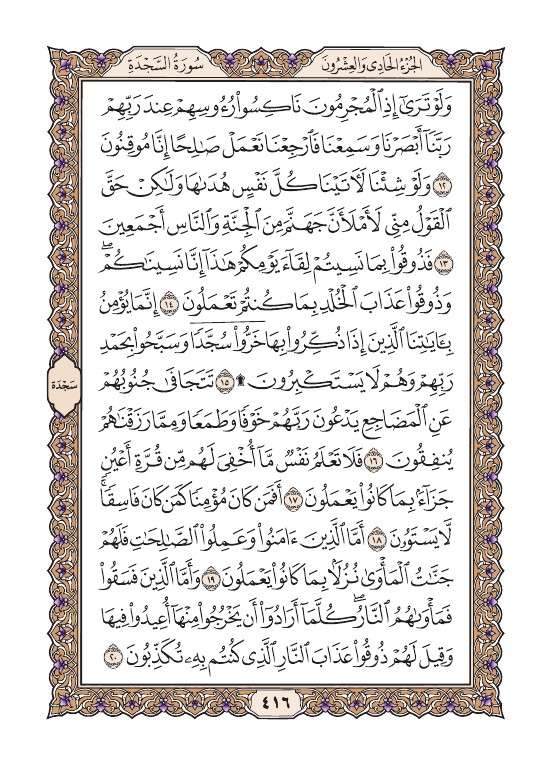 الجزء الحادي والعشرون
سورة السجدة
وَلَوْ تَرَىٰٓ إِذِ ٱلْمُجْرِمُونَ نَاكِسُوا۟ رُءُوسِهِمْ عِندَ رَبِّهِمْ
رَبَّنَآ أَبْصَرْنَا وَسَمِعْنَا فَٱرْجِعْنَا نَعْمَلْ صَـٰلِحًا إِنَّا مُوقِنُونَ
١٢ وَلَوْ شِئْنَا لَـَٔاتَيْنَا كُلَّ نَفْسٍ هُدَىٰهَا وَلَـٰكِنْ حَقَّ
ٱلْقَوْلُ مِنِّى لَأَمْلَأَنَّ جَهَنَّمَ مِنَ ٱلْجِنَّةِ وَٱلنَّاسِ أَجْمَعِينَ
١٣ فَذُوقُوا۟ بِمَا نَسِيتُمْ لِقَآءَ يَوْمِكُمْ هَـٰذَآ إِنَّا نَسِينَـٰكُمْ ۖ
وَذُوقُوا۟ عَذَابَ ٱلْخُلْدِ بِمَا كُنتُمْ تَعْمَلُونَ ١٤ إِنَّمَا يُؤْمِنُ
بِـَٔايَـٰتِنَا ٱلَّذِينَ إِذَا ذُكِّرُوا۟ بِهَا خَرُّوا۟ سُجَّدًا وَسَبَّحُوا۟ بِحَمْدِ
رَبِّهِمْ وَهُمْ لَا يَسْتَكْبِرُونَ ۩ ١٥ تَتَجَافَىٰ جُنُوبُهُمْ
سجدة
عَنِ ٱلْمَضَاجِعِ يَدْعُونَ رَبَّهُمْ خَوْفًا وَطَمَعًا وَمِمَّا رَزَقْنَـٰهُمْ
يُنفِقُونَ ١٦ فَلَا تَعْلَمُ نَفْسٌ مَّآ أُخْفِىَ لَهُم مِّن قُرَّةِ أَعْيُنٍ
جَزَآءًۢ بِمَا كَانُوا۟ يَعْمَلُونَ ١٧ أَفَمَن كَانَ مُؤْمِنًا كَمَن كَانَ فَاسِقًا ۚ
لَّا يَسْتَوُۥنَ ١٨ أَمَّا ٱلَّذِينَ ءَامَنُوا۟ وَعَمِلُوا۟ ٱلصَّـٰلِحَـٰتِ فَلَهُمْ
جَنَّـٰتُ ٱلْمَأْوَىٰ نُزُلًۢا بِمَا كَانُوا۟ يَعْمَلُونَ ١٩ وَأَمَّا ٱلَّذِينَ فَسَقُوا۟
فَمَأْوَىٰهُمُ ٱلنَّارُ ۖ كُلَّمَآ أَرَادُوٓا۟ أَن يَخْرُجُوا۟ مِنْهَآ أُعِيدُوا۟ فِيهَا
وَقِيلَ لَهُمْ ذُوقُوا۟ عَذَابَ ٱلنَّارِ ٱلَّذِى كُنتُم بِهِۦ تُكَذِّبُونَ ٢٠
٤١٦